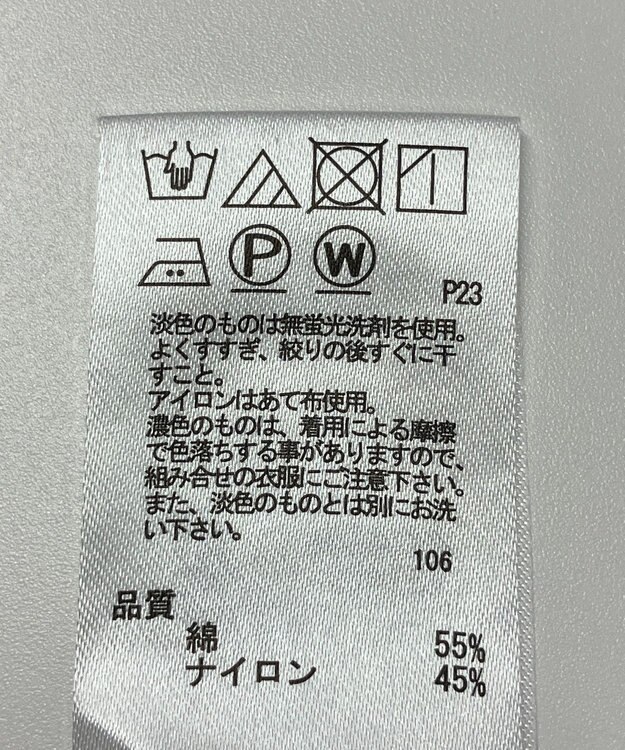 P W
P23
淡色のものは無蛍光洗剤を使用。
よくすすぎ、絞りの後すぐに干
すこと。
アイロンはあて布使用。
濃色のものは、着用による摩擦
で色落ちする事がありますので、
組み合せの衣服にご注意下さい。
また、淡色のものとは別にお洗
い下さい。
106
品質
綿 55%
ナイロン 45%